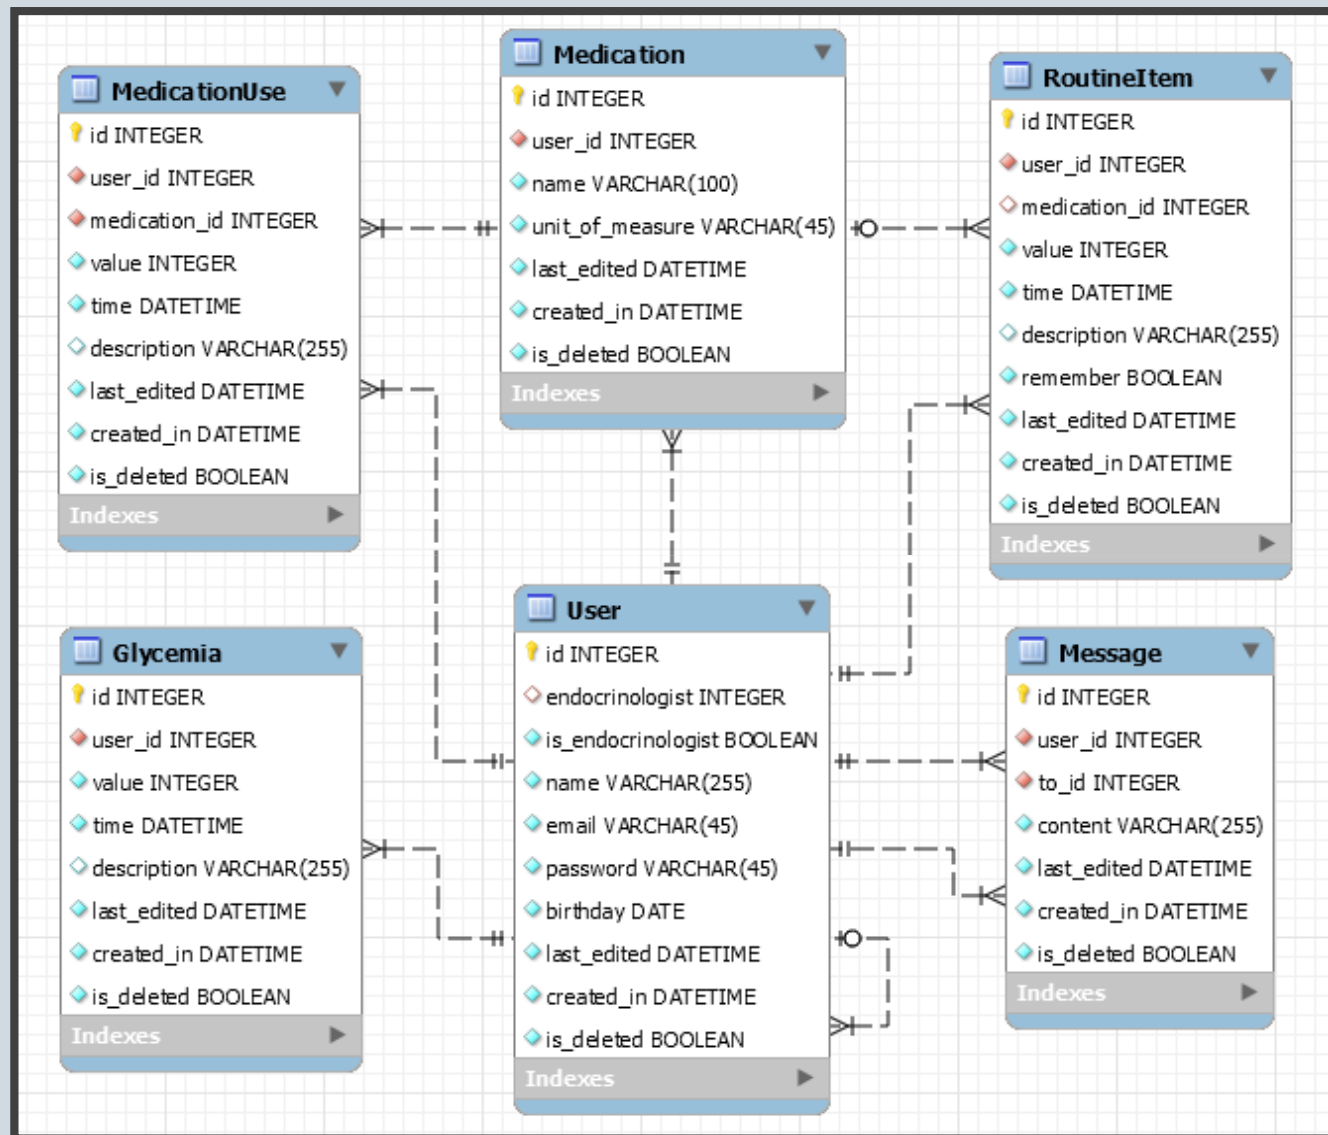 MedicationUse
id INTEGER
user_id INTEGER
medication_id INTEGER
value INTEGER
time DATETIME
description VARCHAR(255)
last_edited DATETIME
created_in DATETIME
is_deleted BOOLEAN
Indexes
Medication
id INTEGER
user_id INTEGER
name VARCHAR(100)
unit_of_measure VARCHAR(45)
last_edited DATETIME
created_in DATETIME
is_deleted BOOLEAN
Indexes
RoutineItem
id INTEGER
user_id INTEGER
medication_id INTEGER
value INTEGER
time DATETIME
description VARCHAR(255)
remember BOOLEAN
last_edited DATETIME
created_in DATETIME
is_deleted BOOLEAN
Indexes
Glycemia
id INTEGER
user_id INTEGER
value INTEGER
time DATETIME
description VARCHAR(255)
last_edited DATETIME
created_in DATETIME
is_deleted BOOLEAN
Indexes
User
id INTEGER
endocrinologist INTEGER
is_endocrinologist BOOLEAN
name VARCHAR(255)
email VARCHAR(45)
password VARCHAR(45)
birthday DATE
last_edited DATETIME
created_in DATETIME
is_deleted BOOLEAN
Indexes
Message
id INTEGER
user_id INTEGER
to_id INTEGER
content VARCHAR(255)
last_edited DATETIME
created_in DATETIME
is_deleted BOOLEAN
Indexes